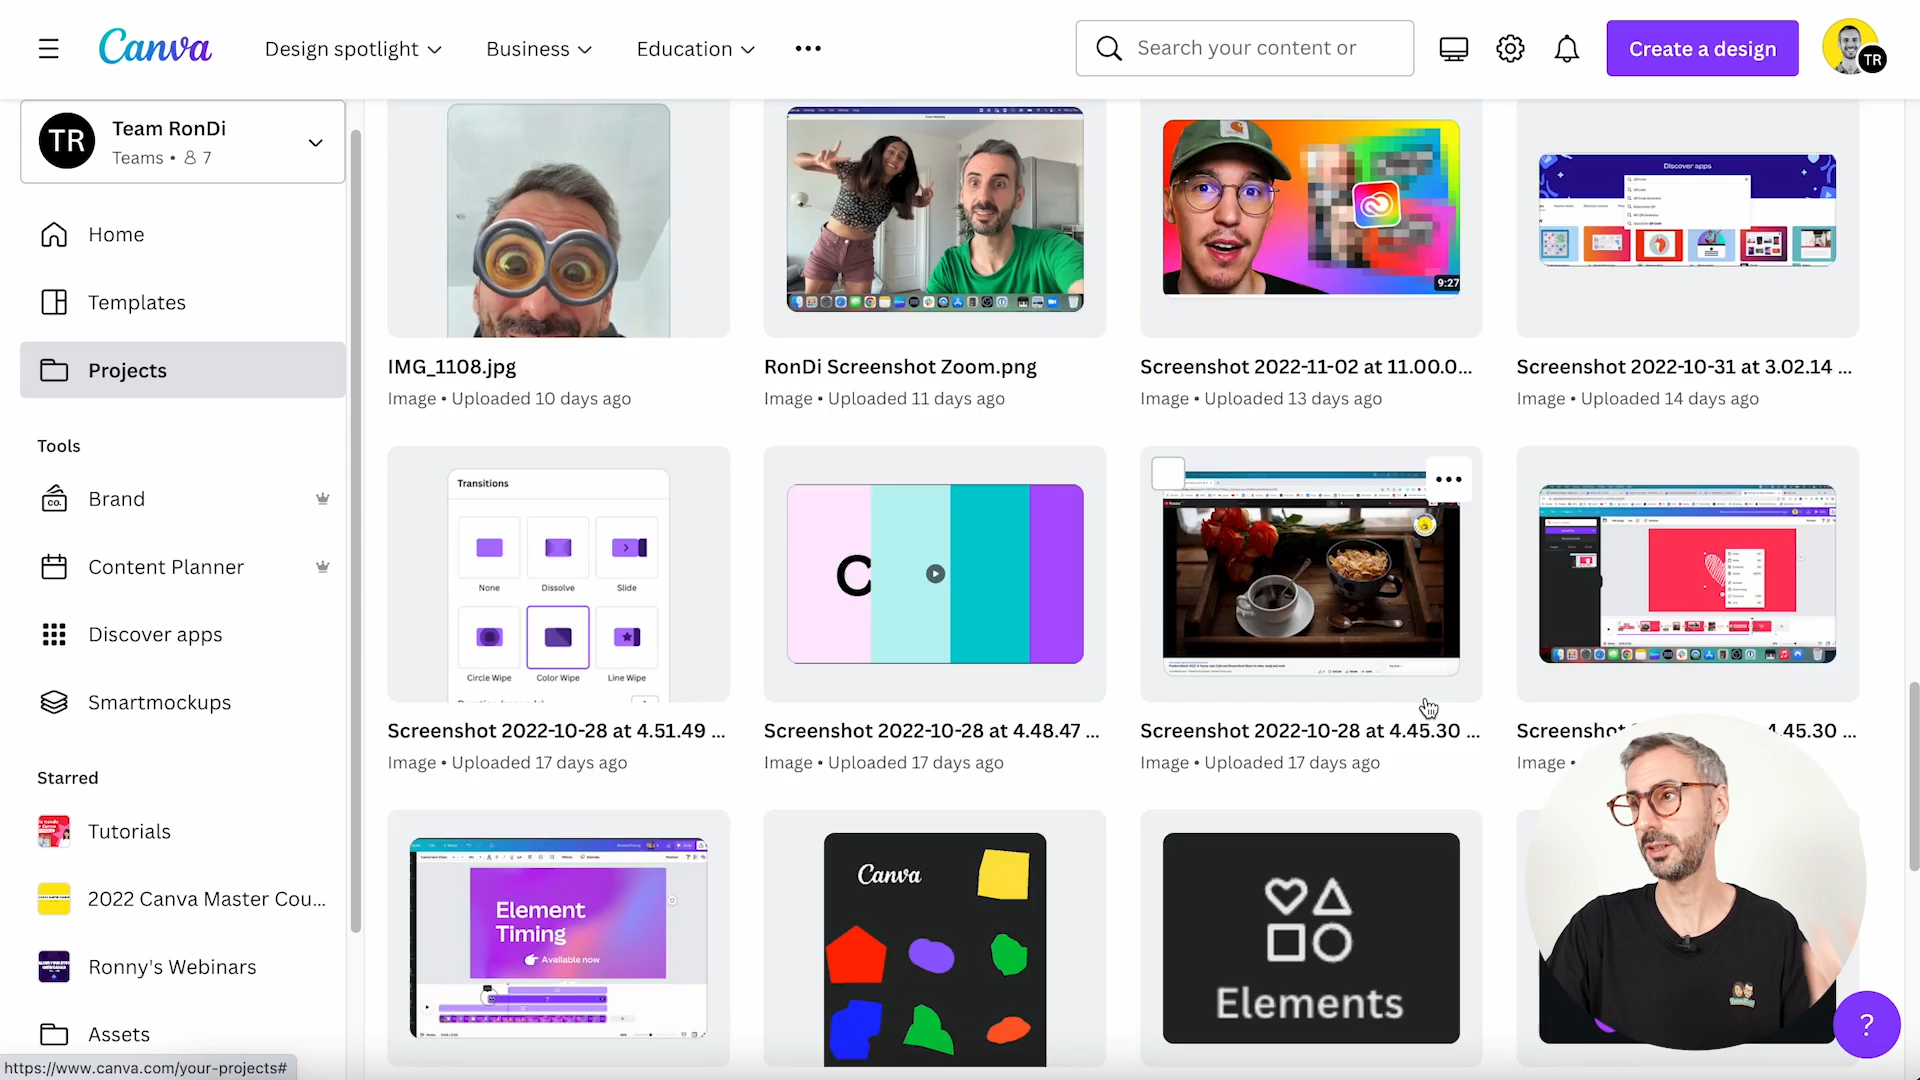 Canva
Design spotlight
Business
Education
Search your content or
Create a design
TR
TR
Team RonDi
Teams • 7
Home
Templates
Projects
Tools
Brand
CO.
Content Planner
Discover apps
Smartmockups
Starred
Tutorials
2022 Canva Master Cou...
Ronny's Webinars
Assets
https://www.canva.com/your-projects#
9:27
Discover apps
IMG_1108.jpg
Image • Uploaded 10 days ago
RonDi Screenshot Zoom.png
Image • Uploaded 11 days ago
Screenshot 2022-11-02 at 11.00.0...
Image • Uploaded 13 days ago
Screenshot 2022-10-31 at 3.02.14 ...
Image • Uploaded 14 days ago
Transitions
None
Dissolve
Slide
Circle Wipe
Color Wipe
Line Wipe
C
Screenshot 2022-10-28 at 4.51.49 ...
Image • Uploaded 17 days ago
Screenshot 2022-10-28 at 4.48.47 ...
Image • Uploaded 17 days ago
Screenshot 2022-10-28 at 4.45.30 ...
Image • Uploaded 17 days ago
4.45.30 ...
Image •
Element
Timing
Available now
Canva
Elements
?